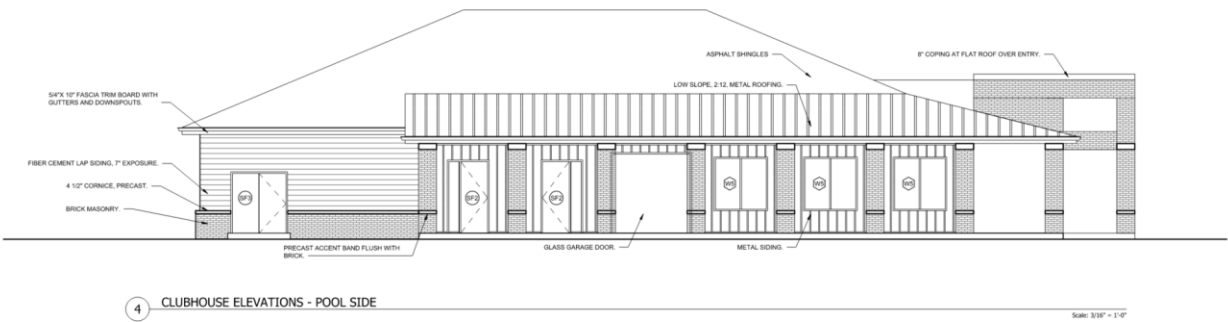 ASPHALT SHINGLES
8" COPING AT FLAT ROOF OVER ENTRY.
LOW SLOPE, 2:12, METAL ROOFING.
5/4"X 10" FASCIA TRIM BOARD WITH
GUTTERS AND DOWNSPOUTS.
FIBER CEMENT LAP SIDING, 7" EXPOSURE.
4 1/2" CORNICE, PRECAST.
BRICK MASONRY.
SF3
SF2
SF2
W5
W5
W5
PRECAST ACCENT BAND FLUSH WITH
BRICK.
GLASS GARAGE DOOR.
METAL SIDING.
4 CLUBHOUSE ELEVATIONS - POOL SIDE
Scale: 3/16" = 1'-0"